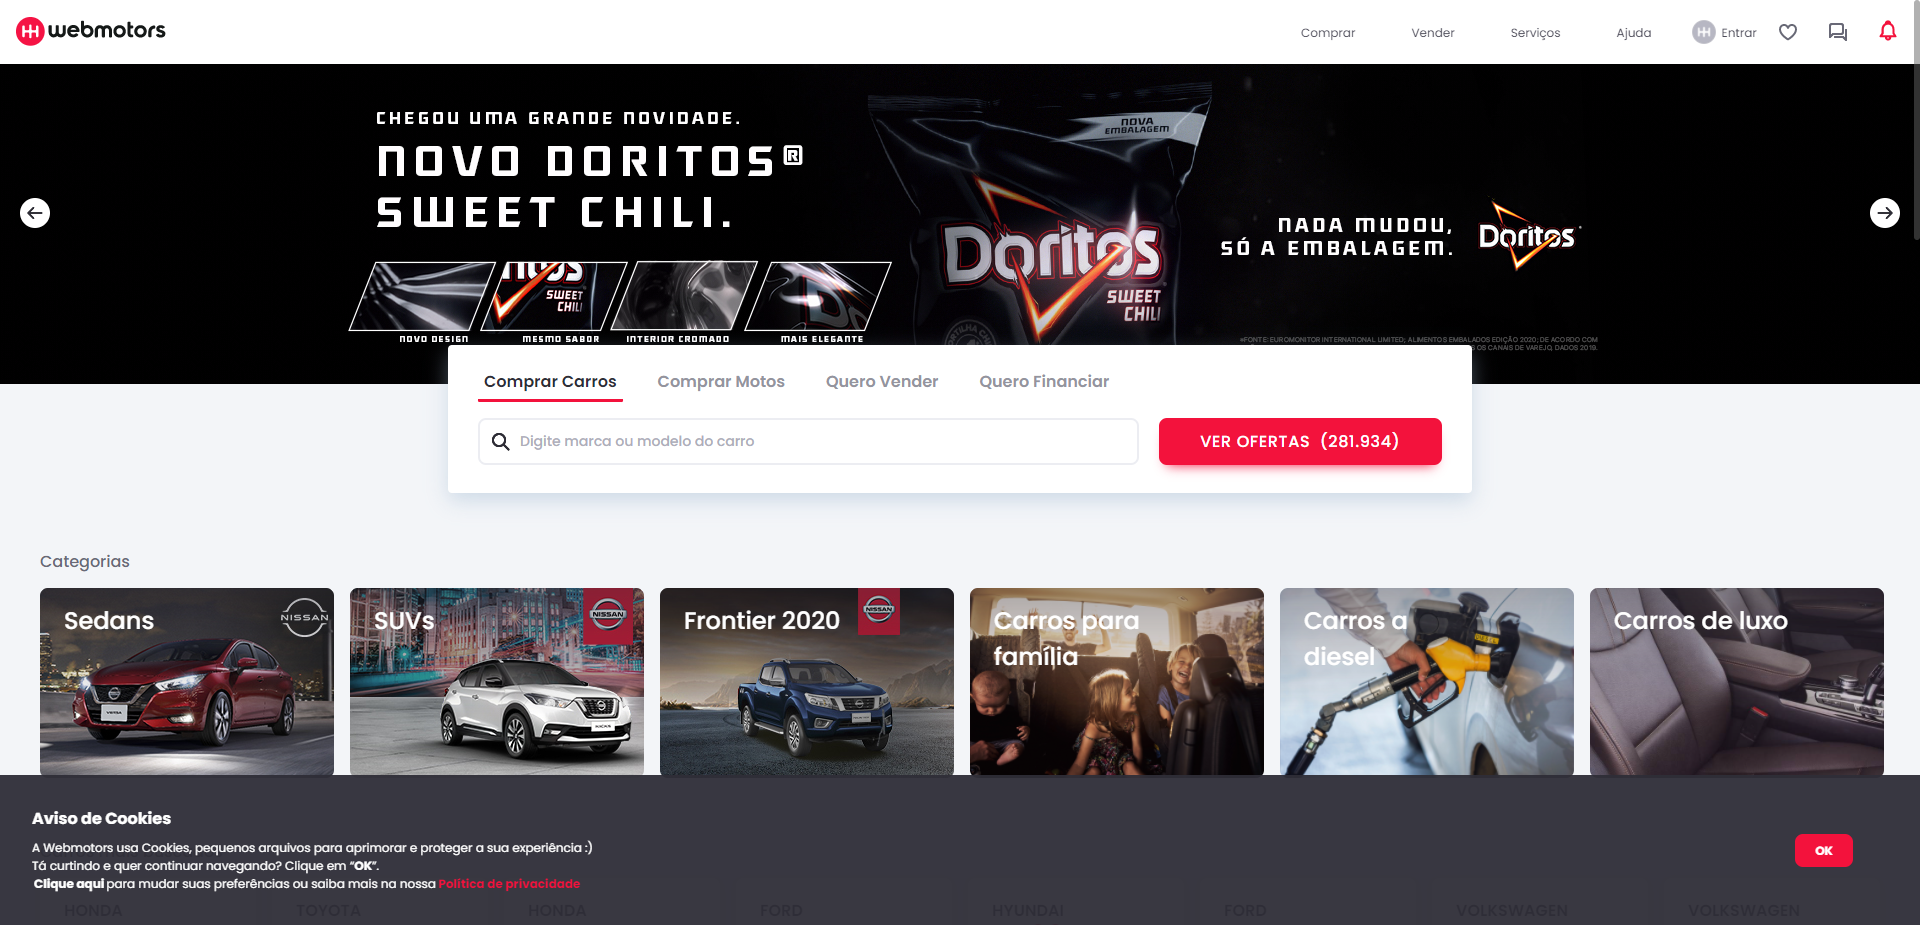 webmotors
Comprar
Vender
Serviços
Ajuda
Entrar
CHEGOU UMA GRANDE NOVIDADE.
NOVO DORITOS®
SWEET CHILI.
NOVO DESIGN
MESMO SABOR
INTERIOR CROMADO
MAIS ELEGANTE
NOVA
EMBALAGEM
Doritos
SWEET
CHILI
NADA MUDOU,
SÓ A EMBALAGEM.
Doritos
*FONTE: EUROMONITOR INTERNATIONAL LIMITED; ALIMENTOS EMBALADOS EDIÇÃO 2020; DE ACORDO COM
OS CANAIS DE VAREJO, DADOS 2019.
Comprar Carros
Comprar Motos
Quero Vender
Quero Financiar
Digite marca ou modelo do carro
VER OFERTAS (281.934)
Categorias
Sedans
NISSAN
SUVs
NISSAN
Frontier 2020
NISSAN
Carros para
família
Carros a
diesel
Carros de luxo
VERSA
KICKS
Aviso de Cookies
A Webmotors usa Cookies, pequenos arquivos para aprimorar e proteger a sua experiência :)
Tá curtindo e quer continuar navegando? Clique em "OK".
Clique aqui para mudar suas preferências ou saiba mais na nossa Política de privacidade
OK
HONDA
TOYOTA
HONDA
FORD
HYUNDAI
FORD
VOLKSWAGEN
VOLKSWAGEN